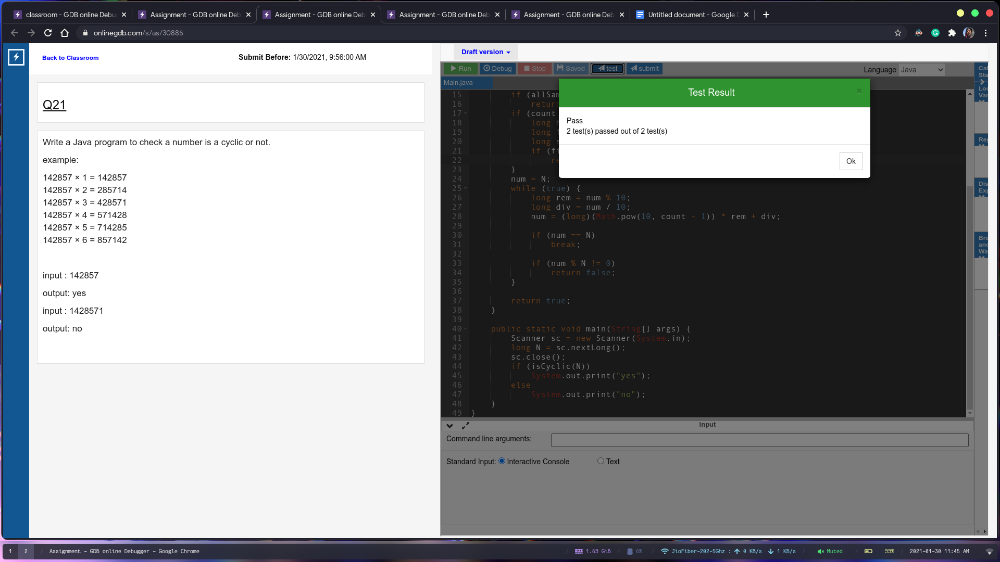 classroom - GDB online Debu
Assignment - GDB online Deb
Assignment - GDB online Deb
Assignment - GDB online Deb
Assignment - GDB online Deb
Untitled document - Google D
onlinegdb.com/s/as/30885
Back to Classroom
Submit Before: 1/30/2021, 9:56:00 AM
Q21
Write a Java program to check a number is a cyclic or not.
example:
142857 × 1 = 142857
142857 × 2 = 285714
142857 × 3 = 428571
142857 × 4 = 571428
142857 × 5 = 714285
142857 × 6 = 857142
input : 142857
output: yes
input : 1428571
output: no
Draft version
Run Debug Stop Saved test submit Language Java
Main.java
Test Result
×
Pass
2 test(s) passed out of 2 test(s)
Ok
15 if (allSam
16 return
17 if (count
18 long
19 long f
20 long s
21 if (fi
22 re
23 }
24 num = N;
25 while (true) {
26 long rem = num % 10;
27 long div = num / 10;
28 num = (long)(Math.pow(10, count - 1)) * rem + div;
29
30 if (num == N)
31 break;
32
33 if (num % N != 0)
34 return false;
35 }
36
37 return true;
38 }
39
40 public static void main(String[] args) {
41 Scanner sc = new Scanner(System.in);
42 long N = sc.nextLong();
43 sc.close();
44 if (isCyclic(N))
45 System.out.print("yes");
46 else
47 System.out.print("no");
48 }
49 }
Cal
Sta
Loc
Var
Reg
Dis
Exp
Bre
and
Wa
input
Command line arguments:
Standard Input: Interactive Console Text
1 2 / Assignment - GDB online Debugger - Google Chrome
/ 1.69 GiB / 6% / JioFiber-202-5Ghz : 0 KB/s 1 KB/s / Muted / 99% / 2021-01-30 11:45 AM